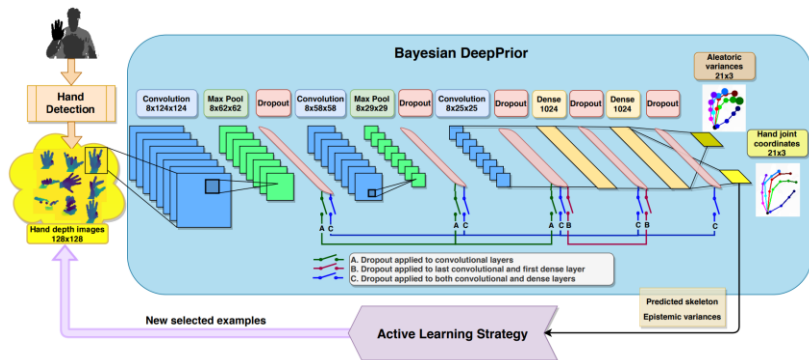 Bayesian DeepPrior
Hand
Detection
Hand depth images
128x128
Convolution
8x124x124
Max Pool
8x62x62
Dropout
Convolution
8x58x58
Max Pool
8x29x29
Dropout
Convolution
8x25x25
Dropout
Dense
1024
Dropout
Dense
1024
Dropout
Aleatoric
variances
21x3
Hand joint
coordinates
21x3
A C A C A C B C B C
A. Dropout applied to convolutional layers
B. Dropout applied to last convolutional and first dense layer
C. Dropout applied to both convolutional and dense layers
Predicted skeleton
Epistemic variances
New selected examples
Active Learning Strategy